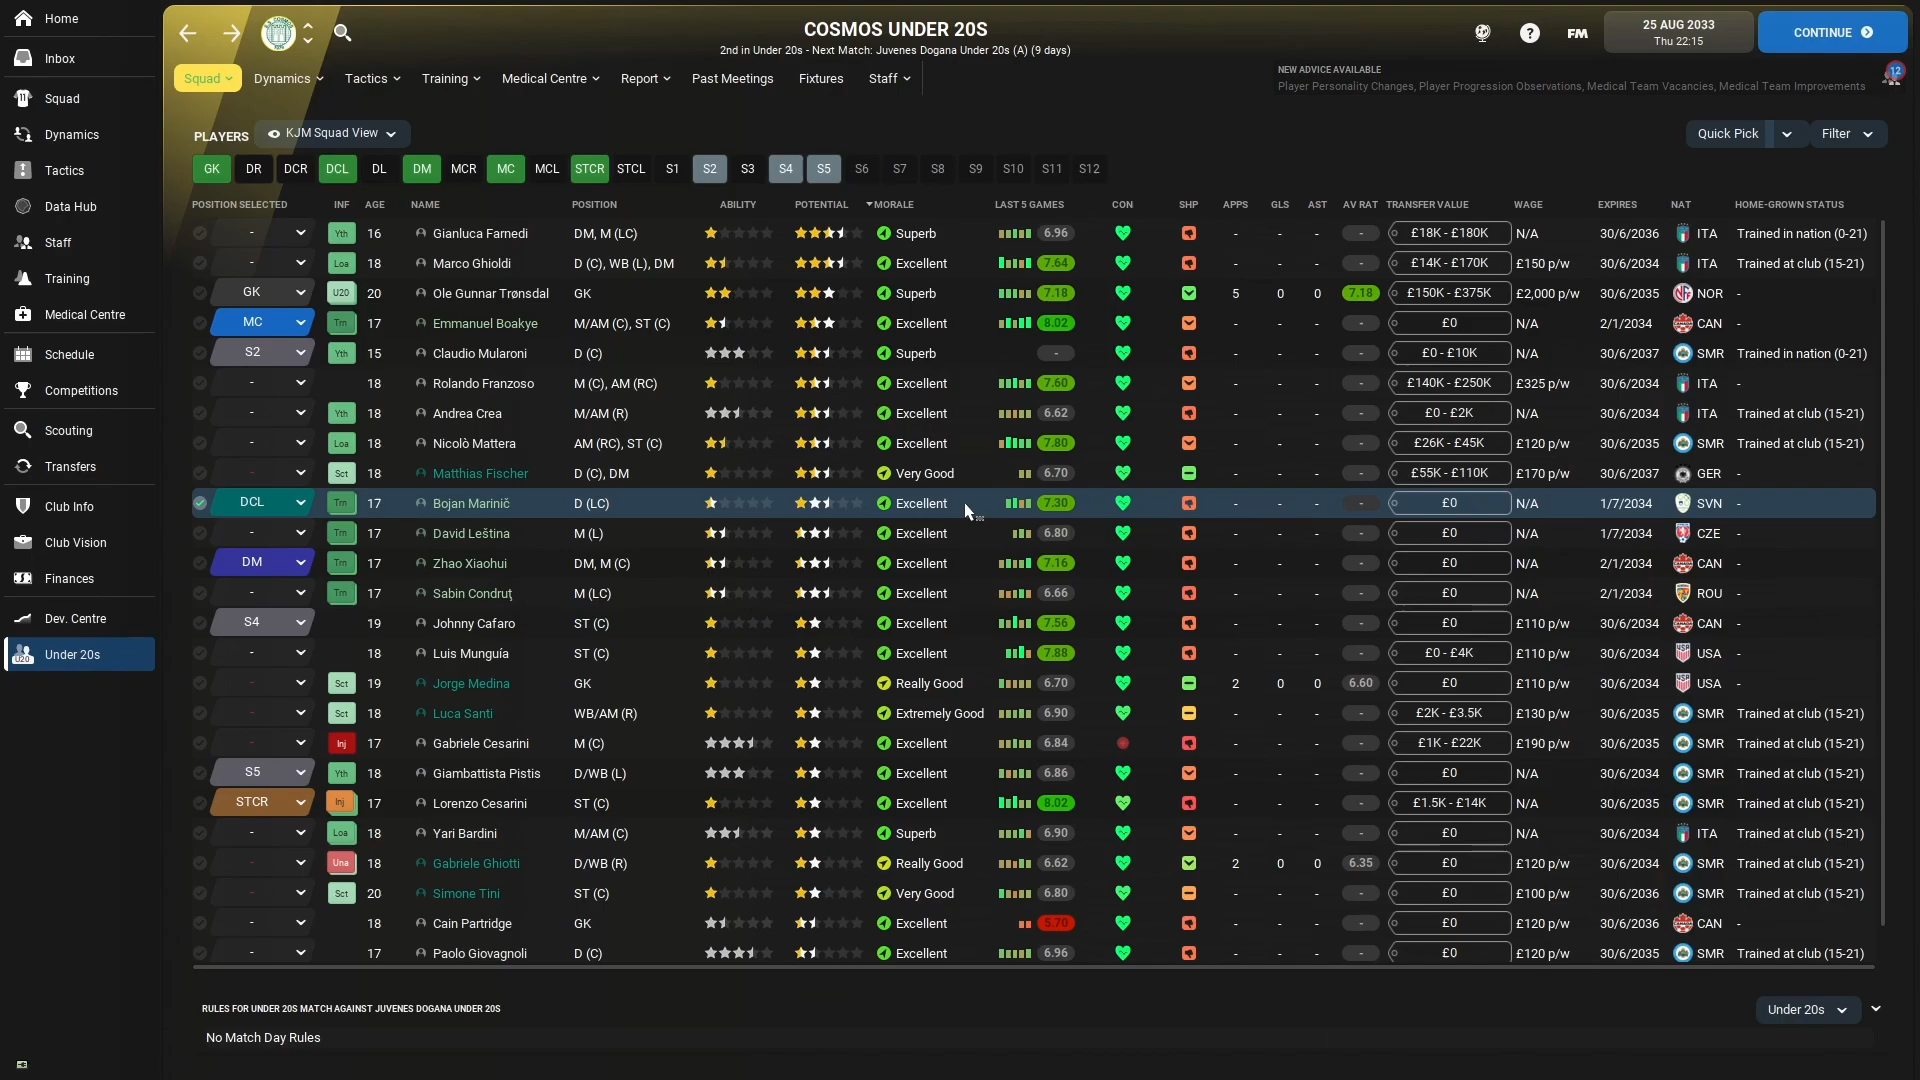 Home
Inbox
Squad
Dynamics
Tactics
Data Hub
Staff
Training
Medical Centre
Schedule
Competitions
Scouting
Transfers
Club Info
Club Vision
Finances
Dev. Centre
Under 20s
COSMOS UNDER 20S
2nd in Under 20s - Next Match: Juvenes Dogana Under 20s (A) (9 days)
FM
25 AUG 2033
Thu 22:15
CONTINUE
Squad Dynamics Tactics Training Medical Centre Report Past Meetings Fixtures Staff
NEW ADVICE AVAILABLE
Player Personality Changes, Player Progression Observations, Medical Team Vacancies, Medical Team Improvements
12
PLAYERS KJM Squad View Quick Pick Filter
GK DR DCR DCL DL DM MCR MC MCL STCR STCL S1 S2 S3 S4 S5 S6 S7 S8 S9 S10 S11 S12
POSITION SELECTED INF AGE NAME POSITION ABILITY POTENTIAL MORALE LAST 5 GAMES CON SHP APPS GLS AST AV RAT TRANSFER VALUE WAGE EXPIRES NAT HOME-GROWN STATUS
- Yth 16 Gianluca Farnedi DM, M (LC) Superb 6.96 - - - - £18K - £180K N/A 30/6/2036 ITA Trained in nation (0-21)
- Loa 18 Marco Ghioldi D (C), WB (L), DM Excellent 7.64 - - - - £14K - £170K £150 p/w 30/6/2034 ITA Trained at club (15-21)
GK U20 20 Ole Gunnar Trønsdal GK Superb 7.18 5 0 0 7.18 £150K - £375K £2,000 p/w 30/6/2035 NOR -
MC Trn 17 Emmanuel Boakye M/AM (C), ST (C) Excellent 8.02 - - - - £0 N/A 2/1/2034 CAN -
S2 Yth 15 Claudio Mularoni D (C) Superb - - - - - £0 - £10K N/A 30/6/2037 SMR Trained in nation (0-21)
- 18 Rolando Franzoso M (C), AM (RC) Excellent 7.60 - - - - £140K - £250K £325 p/w 30/6/2034 ITA -
- Yth 18 Andrea Crea M/AM (R) Excellent 6.62 - - - - £0 - £2K N/A 30/6/2034 ITA Trained at club (15-21)
- Loa 18 Nicolò Mattera AM (RC), ST (C) Excellent 7.80 - - - - £26K - £45K £120 p/w 30/6/2035 SMR Trained at club (15-21)
- Sct 18 Matthias Fischer D (C), DM Very Good 6.70 - - - - £55K - £110K £170 p/w 30/6/2037 GER -
DCL Trn 17 Bojan Marinič D (LC) Excellent 7.30 - - - - £0 N/A 1/7/2034 SVN -
- Trn 17 David Leština M (L) Excellent 6.80 - - - - £0 N/A 1/7/2034 CZE -
DM Trn 17 Zhao Xiaohui DM, M (C) Excellent 7.16 - - - - £0 N/A 2/1/2034 CAN -
- Trn 17 Sabin Condruţ M (LC) Excellent 6.66 - - - - £0 N/A 2/1/2034 ROU -
S4 19 Johnny Cafaro ST (C) Excellent 7.56 - - - - £0 £110 p/w 30/6/2034 CAN -
- 18 Luis Munguía ST (C) Excellent 7.88 - - - - £0 - £4K £110 p/w 30/6/2034 USA -
- Sct 19 Jorge Medina GK Really Good 6.70 2 0 0 6.60 £0 £110 p/w 30/6/2034 USA -
- Sct 18 Luca Santi WB/AM (R) Extremely Good 6.90 - - - - £2K - £3.5K £130 p/w 30/6/2035 SMR Trained at club (15-21)
- Inj 17 Gabriele Cesarini M (C) Excellent 6.84 - - - - £1K - £22K £190 p/w 30/6/2035 SMR Trained at club (15-21)
S5 Yth 18 Giambattista Pistis D/WB (L) Excellent 6.86 - - - - £0 N/A 30/6/2034 SMR Trained at club (15-21)
STCR Inj 17 Lorenzo Cesarini ST (C) Excellent 8.02 - - - - £1.5K - £14K N/A 30/6/2035 SMR Trained at club (15-21)
- Loa 18 Yari Bardini M/AM (C) Superb 6.90 - - - - £0 N/A 30/6/2034 ITA Trained at club (15-21)
- Una 18 Gabriele Ghiotti D/WB (R) Really Good 6.62 2 0 0 6.35 £0 £120 p/w 30/6/2034 SMR Trained at club (15-21)
- Sct 20 Simone Tini ST (C) Very Good 6.80 - - - - £0 £100 p/w 30/6/2036 SMR Trained at club (15-21)
- 18 Cain Partridge GK Excellent 5.70 - - - - £0 £120 p/w 30/6/2036 CAN -
- 17 Paolo Giovagnoli D (C) Excellent 6.96 - - - - £0 £120 p/w 30/6/2035 SMR Trained at club (15-21)
RULES FOR UNDER 20S MATCH AGAINST JUVENES DOGANA UNDER 20S
Under 20s
No Match Day Rules